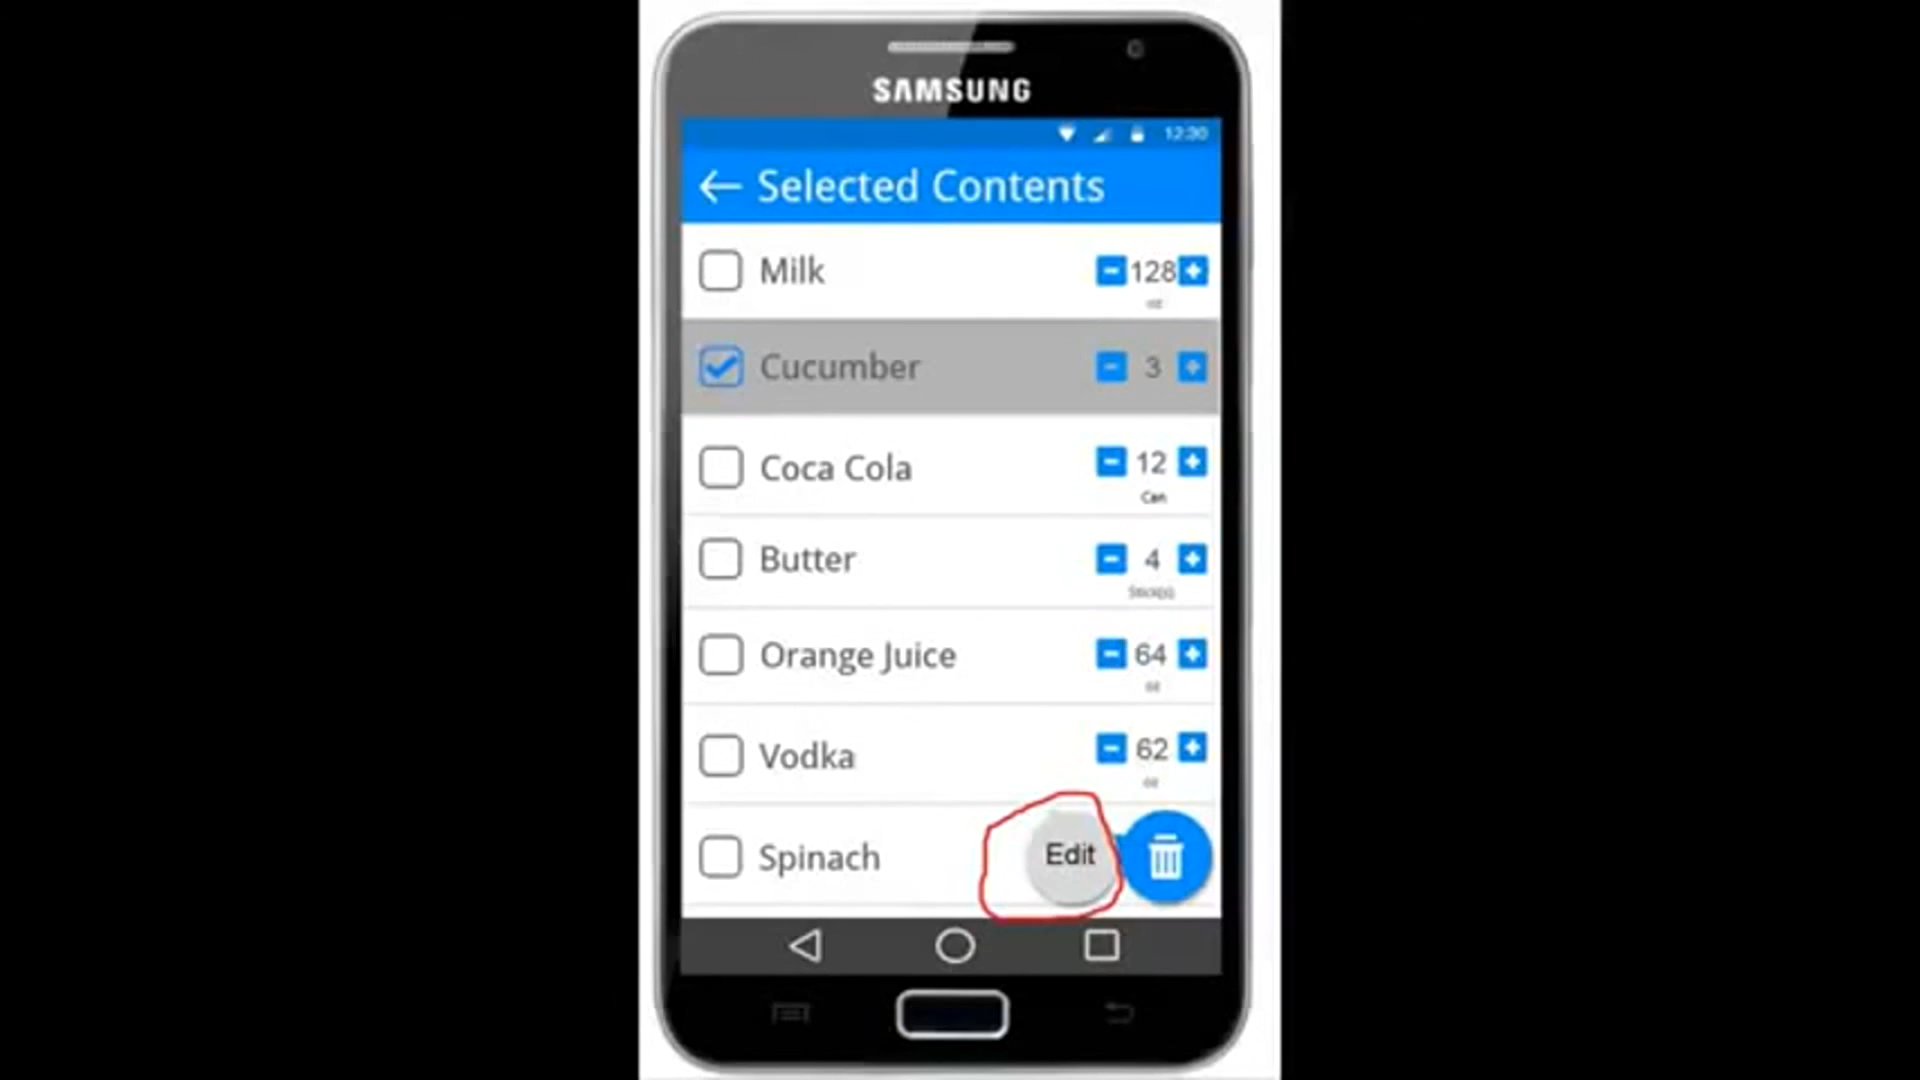 SAMSUNG
12:30
Selected Contents
Milk 128
Cucumber 3
Coca Cola 12
Can
Butter 4
Orange Juice 64
Vodka 62
Spinach Edit